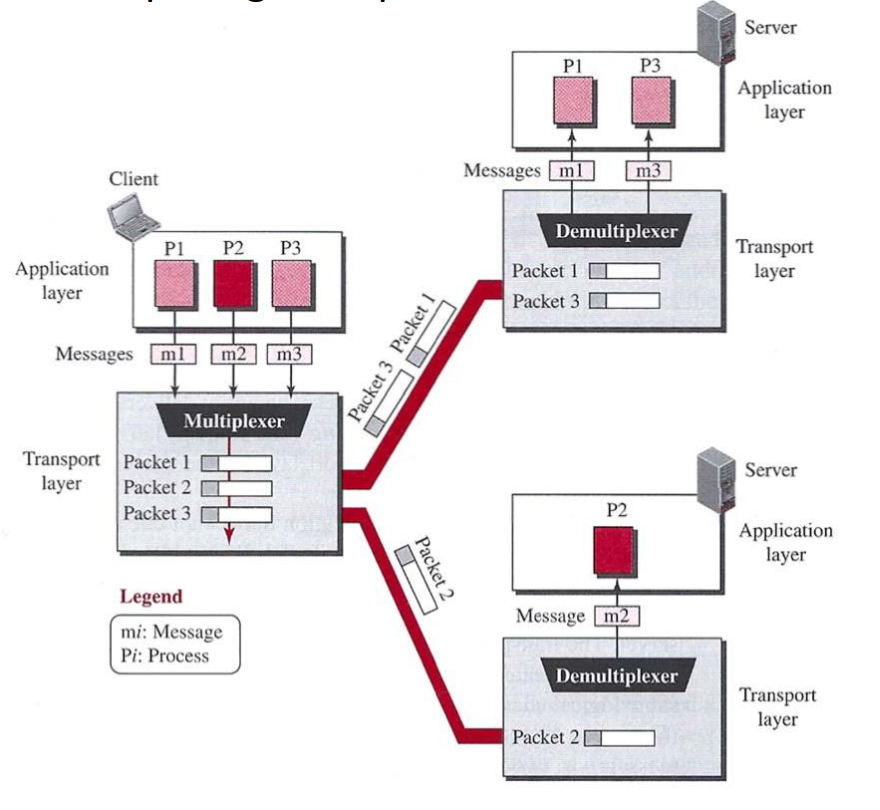 Server
P1 P3
Application
layer
Messages m1 m3
Demultiplexer
Transport
layer
Packet 1
Packet 3
Client
P1 P2 P3
Application
layer
Messages m1 m2 m3
Multiplexer
Transport
layer
Packet 1
Packet 2
Packet 3
Packet 1
Packet 3
Packet 2
Server
P2
Application
layer
Message m2
Demultiplexer
Transport
layer
Packet 2
Legend
mi: Message
Pi: Process